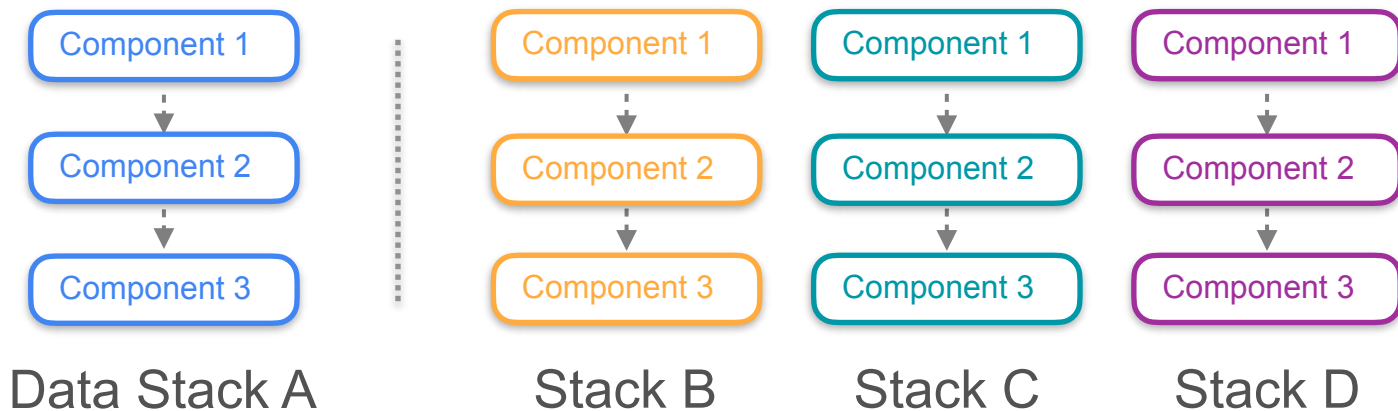 Component 1
Component 2
Component 3
Data Stack A
Component 1
Component 2
Component 3
Stack B
Component 1
Component 2
Component 3
Stack C
Component 1
Component 2
Component 3
Stack D